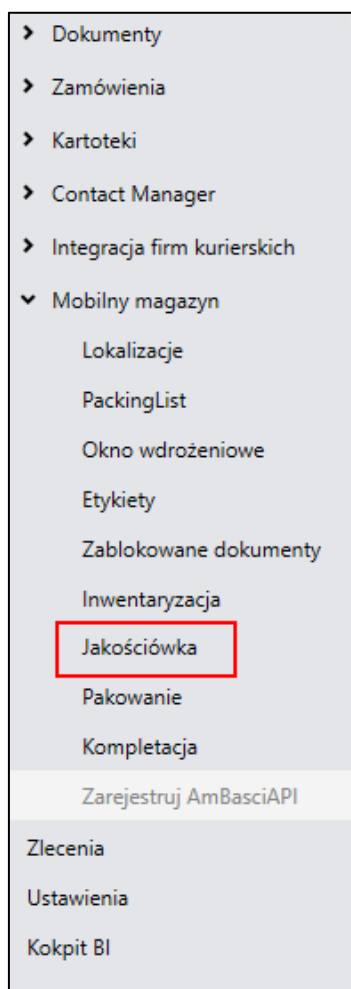 Dokumenty
Zamówienia
Kartoteki
Contact Manager
Integracja firm kurierskich
Mobilny magazyn
Lokalizacje
PackingList
Okno wdrożeniowe
Etykiety
Zablokowane dokumenty
Inwentaryzacja
Jakościówka
Pakowanie
Kompletacja
Zarejestruj AmBasciAPI
Zlecenia
Ustawienia
Kokpit BI